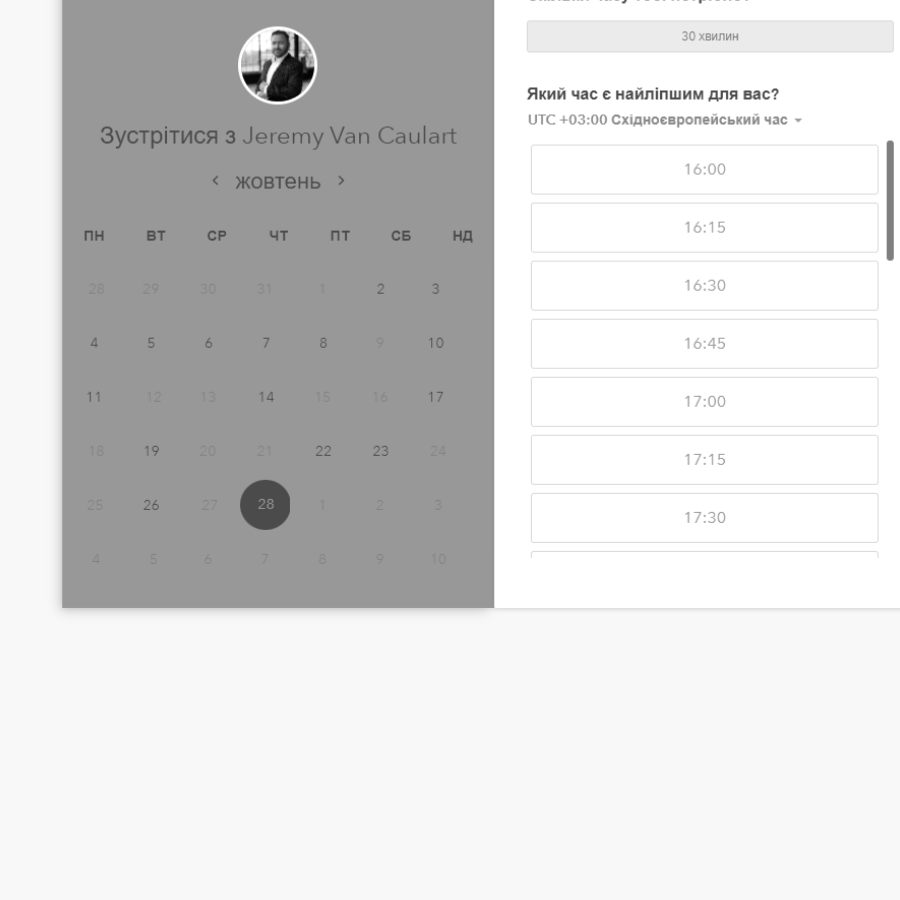 Зустрітися з Jeremy Van Caulart
жовтень
ПН ВТ СР ЧТ ПТ СБ НД
28 29 30 31 1 2 3
4 5 6 7 8 9 10
11 12 13 14 15 16 17
18 19 20 21 22 23 24
25 26 27 28 1 2 3
4 5 6 7 8 9 10
30 хвилин
Який час є найліпшим для вас?
UTC +03:00 Східноєвропейський час
16:00
16:15
16:30
16:45
17:00
17:15
17:30